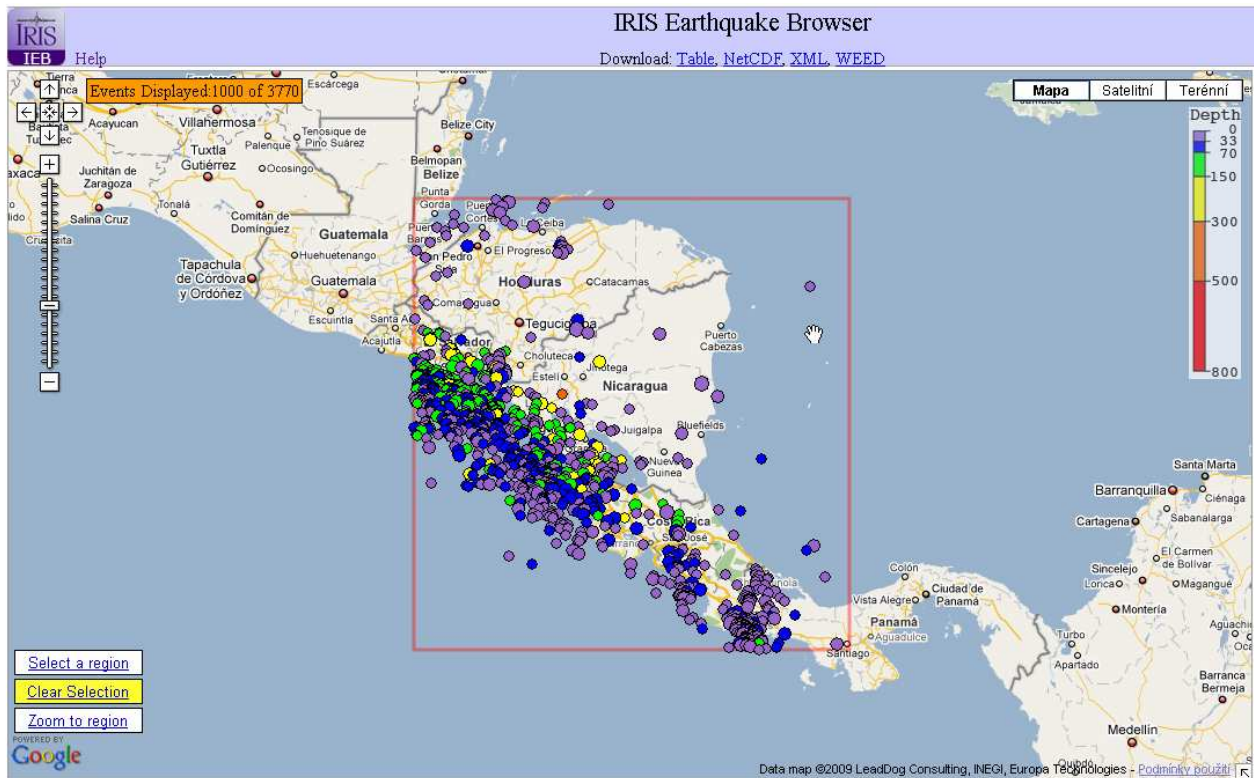 IRIS
IEB
Help
IRIS Earthquake Browser
Download: Table, NetCDF, XML, WEED
Events Displayed:1000 of 3770
Mapa
Satelitní
Terénní
Depth
0
33
70
150
300
500
800
Tierra
Escárcega
Villahermosa
Acayucan
Palenque
Tenosique de
Pino Suárez
Tuxtla
Gutiérrez
Ocosingo
Juchitán de
Zaragoza
Tonalá
Salina Cruz
Comitán de
Domínguez
Belize City
Belmopan
Belize
Punta
Gorda
La Ceiba
Guatemala
Huehuetenango
El Progreso
San Pedro
Tapachula
de Córdova
y Ordóñez
Guatemala
Honduras
Catacamas
Escuintla
Santa A
Comayagua
Acajutla
Tegucigalpa
Choluteca
Puerto
Cabezas
Estelí
Jinotega
Nicaragua
Juigalpa
Bluefields
Nueva
Guinea
Costa Rica
San José
Santa Marta
Barranquilla
Ciénaga
Cartagena
Sabanalarga
El Carmen
de Bolívar
Sincelejo
Lorica
Magangué
Montería
Colón
Ciudad de
Panamá
Vista Alegre
Panamá
Aguadulce
Santiago
Turbo
Apartado
Barranca
Bermeja
Medellín
Quibdó
Select a region
Clear Selection
Zoom to region
POWERED BY
Google
Data map ©2009 LeadDog Consulting, INEGI, Europa Technologies - Podmínky použití